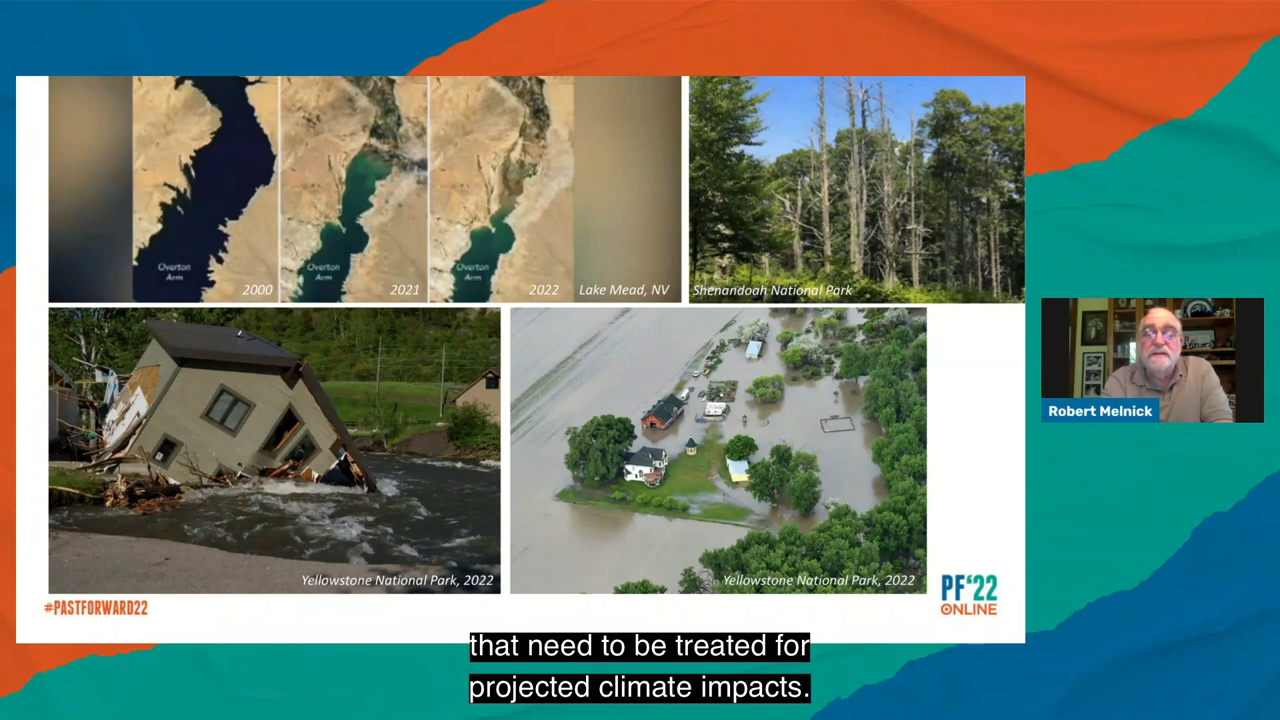 Overton
Arm
2000
Overton
Arm
2021
Overton
Arm
2022
Lake Mead, NV
Shenandoah National Park
Robert Melnick
Yellowstone National Park, 2022
Yellowstone National Park, 2022
#PASTFORWARD22
PF'22
ONLINE
that need to be treated for
projected climate impacts.